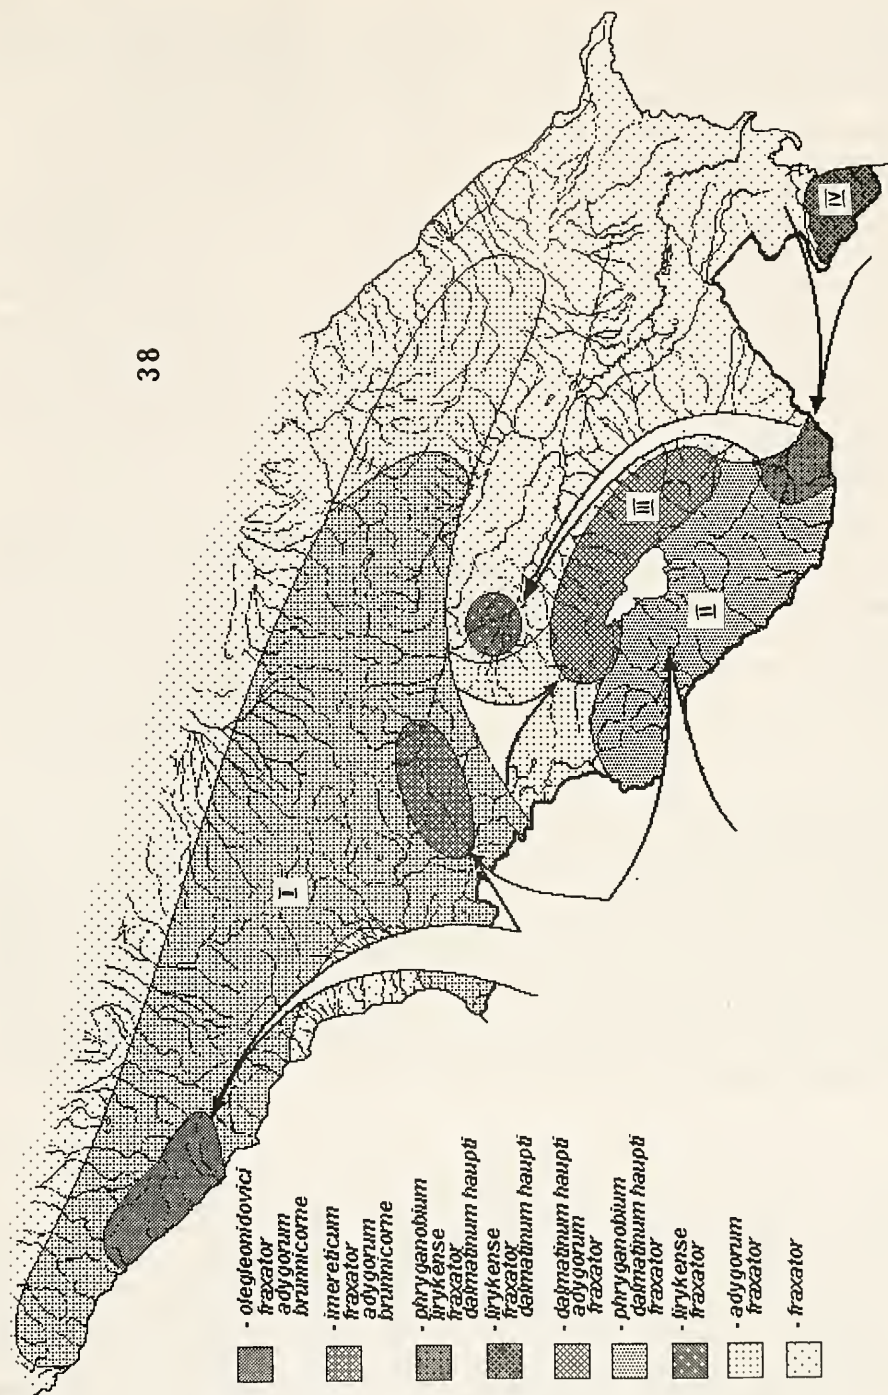 38
I
II
III
IV
- olegleonidovici
fraxator
adygorum
brunnicorne
- imereticum
fraxator
adygorum
brunnicorne
- phryganobium
lirykense
fraxator
dalmatinum haupti
- lirykense
fraxator
dalmatinum haupti
- dalmatinum haupti
adygorum
fraxator
- phryganobium
dalmatinum haupti
fraxator
- lirykense
fraxator
- adygorum
fraxator
- fraxator